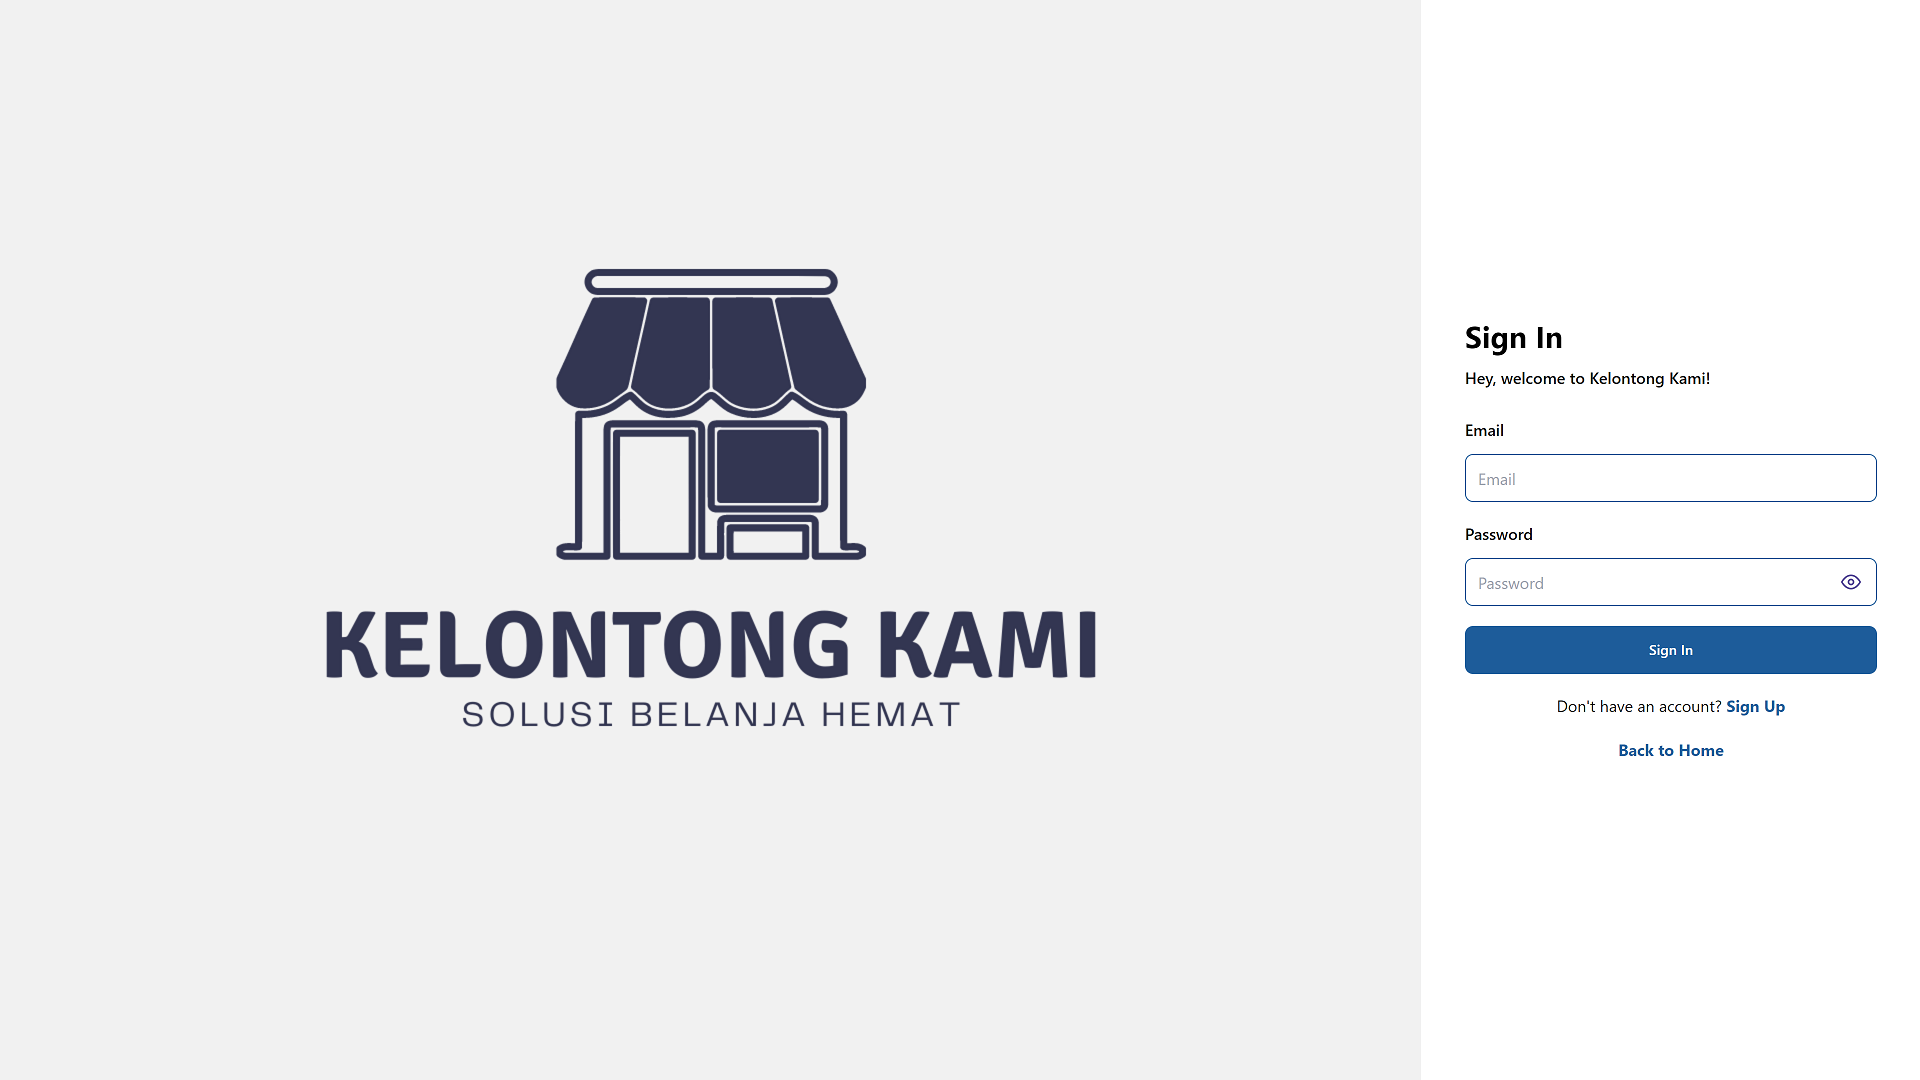 KELONTONG KAMI
SOLUSI BELANJA HEMAT
Sign In
Hey, welcome to Kelontong Kami!
Email
Email
Password
Password
Sign In
Don't have an account? Sign Up
Back to Home